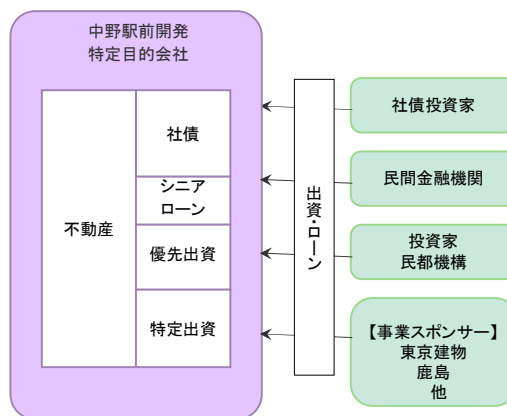 中野駅前開発
特定目的会社
不動産
社債
シニア
ローン
優先出資
特定出資
出資・ローン
社債投資家
民間金融機関
投資家
民都機構
【事業スポンサー】
東京建物
鹿島
他